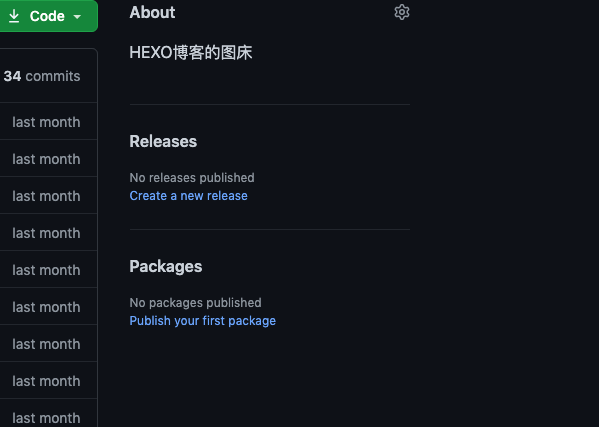 Code
34 commits
last month
last month
last month
last month
last month
last month
last month
last month
last month
About
HEXO博客的图床
Releases
No releases published
Create a new release
Packages
No packages published
Publish your first package